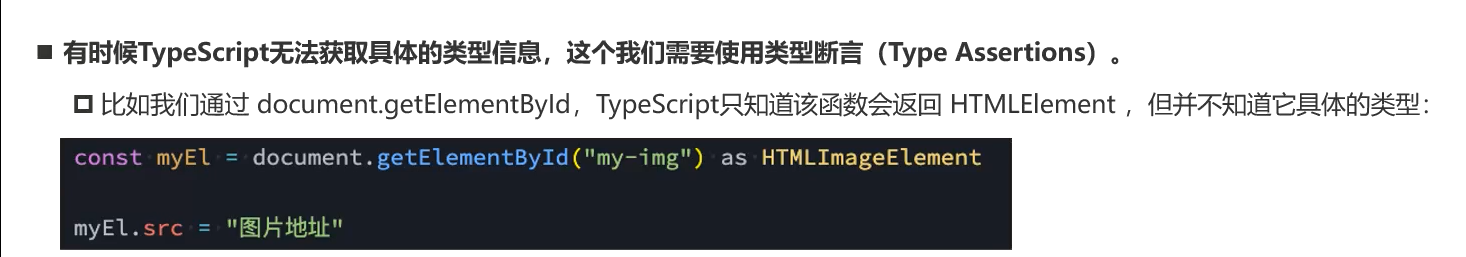 ■ 有时候TypeScript无法获取具体的类型信息，这个我们需要使用类型断言（Type Assertions）。
❑ 比如我们通过 document.getElementById，TypeScript只知道该函数会返回 HTMLElement ，但并不知道它具体的类型：
const myEl = document.getElementById("my-img") as HTMLImageElement
myEl.src = "图片地址"